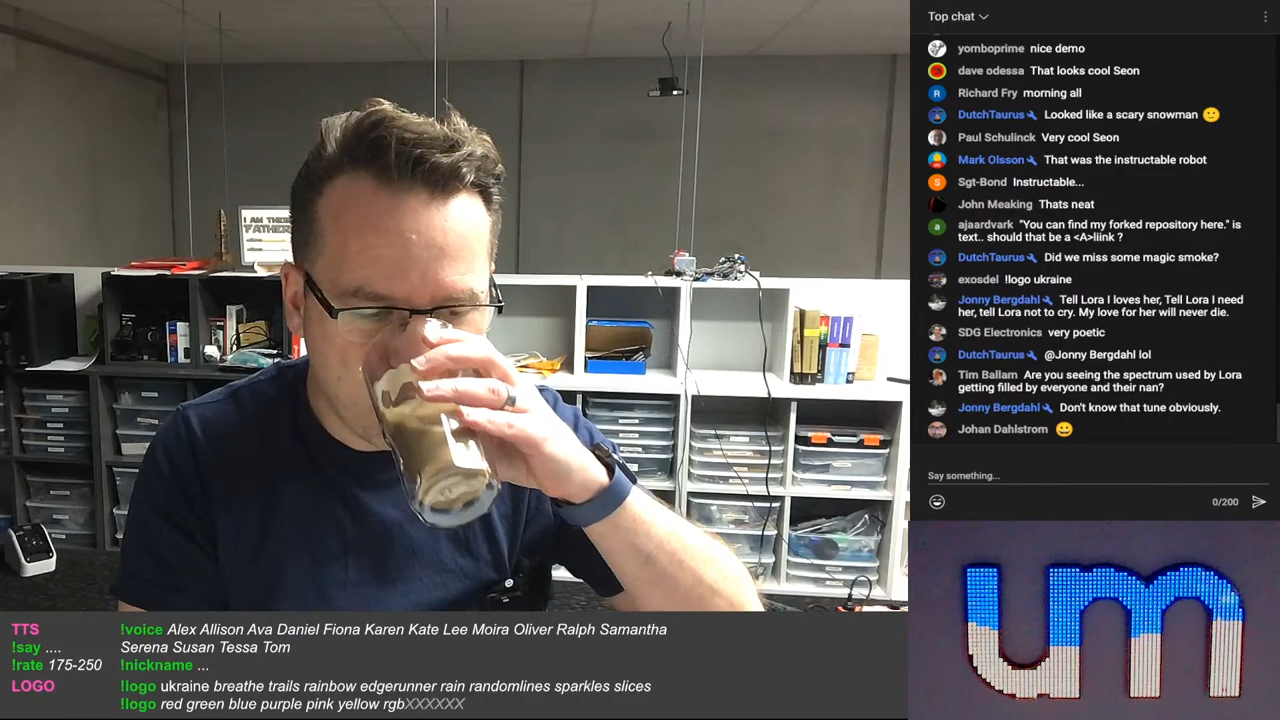 Top chat
yomboprime nice demo
dave odessa That looks cool Seon
R Richard Fry morning all
DutchTaurus Looked like a scary snowman 🙂
Paul Schulinck Very cool Seon
Mark Olsson That was the instructable robot
S Sgt-Bond Instructable...
John Meaking Thats neat
a ajaardvark "You can find my forked repository here." is
text.. should that be a <A>liink ?
DutchTaurus Did we miss some magic smoke?
exosdel !logo ukraine
Jonny Bergdahl Tell Lora I loves her, Tell Lora I need
her, tell Lora not to cry. My love for her will never die.
SDG Electronics very poetic
DutchTaurus @Jonny Bergdahl lol
Tim Ballam Are you seeing the spectrum used by Lora
getting filled by everyone and their nan?
Jonny Bergdahl Don't know that tune obviously.
Johan Dahlstrom 😀
Say something...
0/200
I AM THEIR
FATHER
um
TTS !voice Alex Allison Ava Daniel Fiona Karen Kate Lee Moira Oliver Ralph Samantha
!say .... Serena Susan Tessa Tom
!rate 175-250 !nickname ...
LOGO !logo ukraine breathe trails rainbow edgerunner rain randomlines sparkles slices
!logo red green blue purple pink yellow rgbXXXXXX